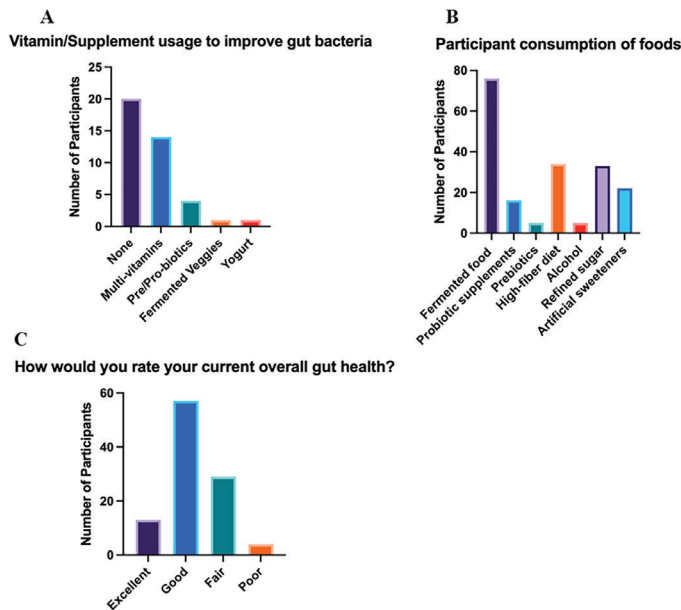 A
Vitamin/Supplement usage to improve gut bacteria
Number of Participants
25
20
15
10
5
0
None
Multi-vitamins
Pre/Pro-biotics
Fermented Veggies
Yogurt
B
Participant consumption of foods
Number of Participants
80
60
40
20
0
Fermented food
Probiotic supplements
Prebiotics
High-fiber diet
Alcohol
Refined sugar
Artificial sweeteners
C
How would you rate your current overall gut health?
Number of Participants
60
40
20
0
Excellent
Good
Fair
Poor